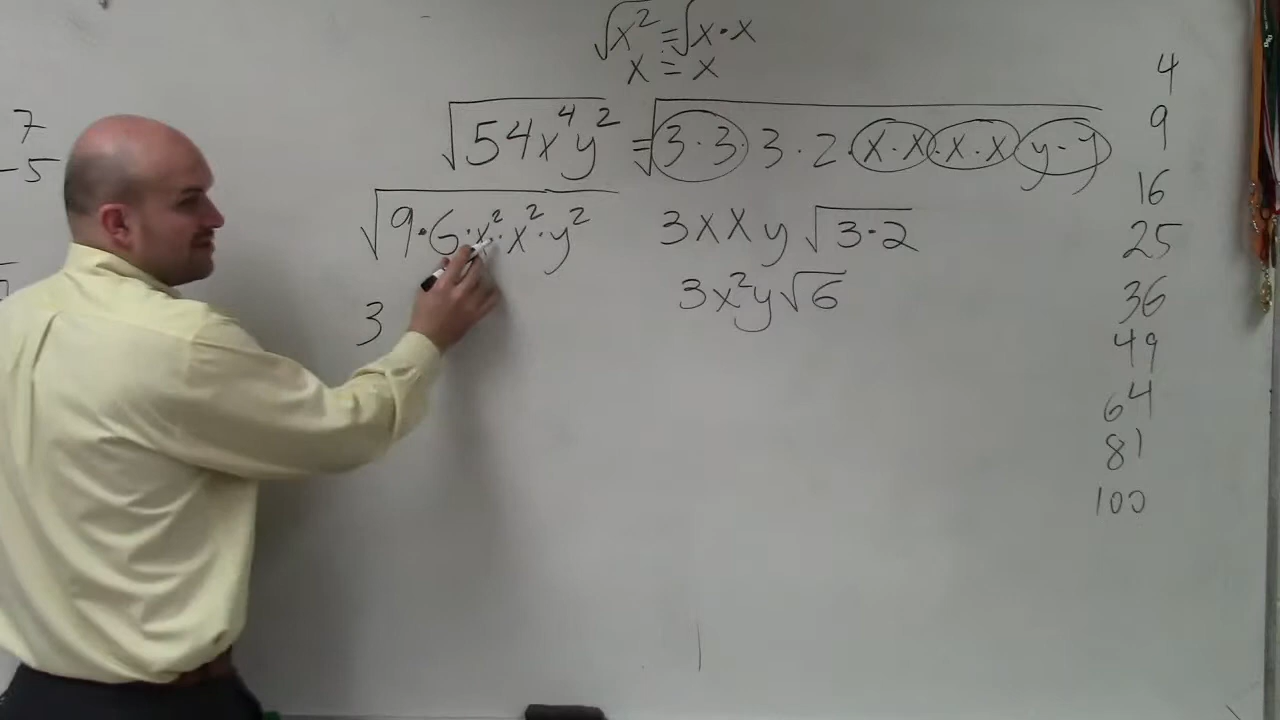 √x² = √x·x
x = x
√54x⁴y² = √3·3·3·2·x·x·x·x·y·y
√9·6·x²·x²·y²
3
3xxy√3·2
3x²y√6
7
-5
4
9
16
25
36
49
64
81
100